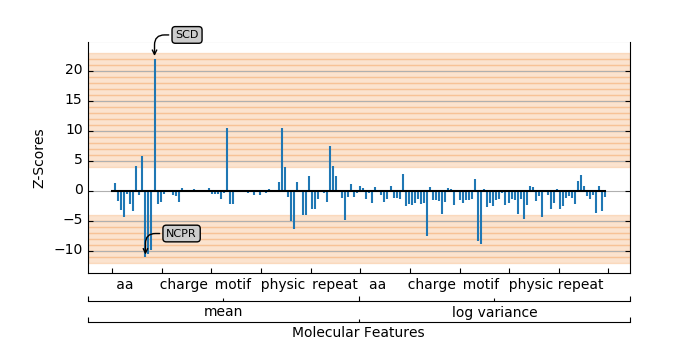 SCD
20
15
10
5
0
−5
−10
Z-Scores
NCPR
aa charge motif physic repeat aa charge motif physic repeat
mean log variance
Molecular Features